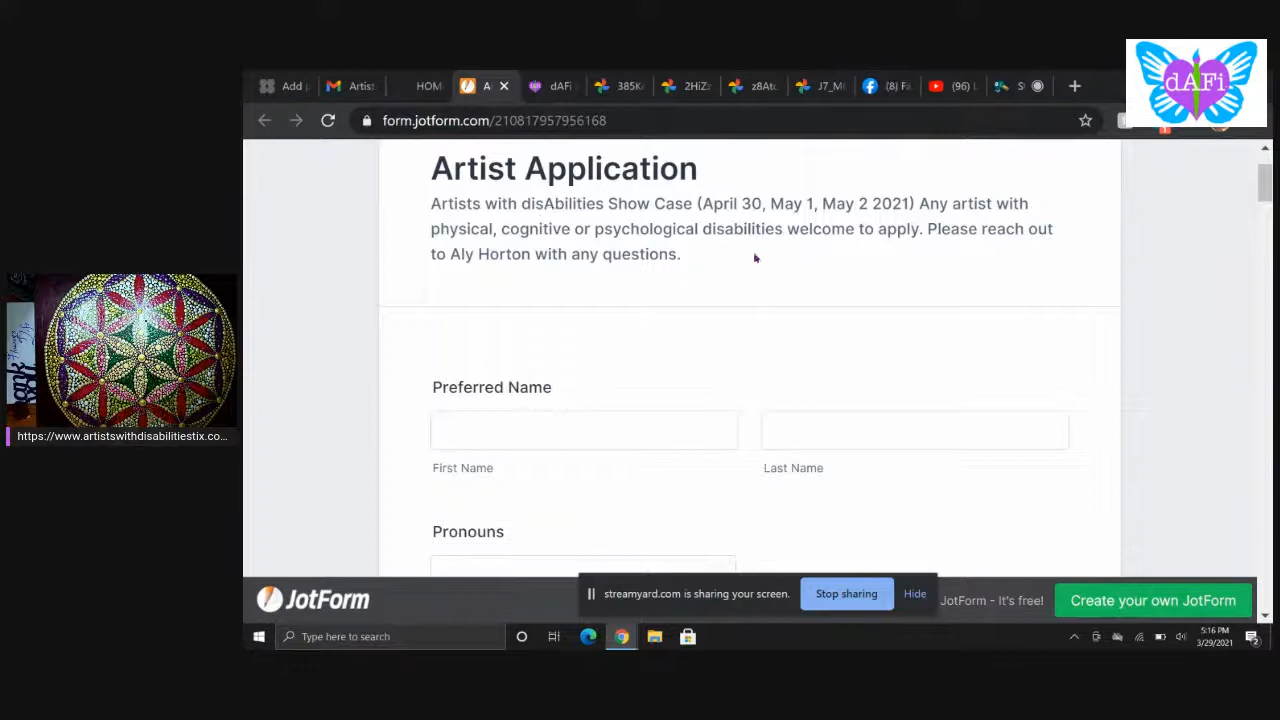 dAFi
Add
Artis
HOM
A
dAFi
385K
2HiZ
z8Atc
J7_M
(8) Fa
(96)
S
form.jotform.com/210817957956168
Artist Application
Artists with disAbilities Show Case (April 30, May 1, May 2 2021) Any artist with
physical, cognitive or psychological disabilities welcome to apply. Please reach out
to Aly Horton with any questions.
Preferred Name
First Name
Last Name
Pronouns
https://www.artistswithdisabilitiestix.co...
streamyard.com is sharing your screen.
Stop sharing
Hide
JotForm
JotForm - It's free!
Create your own JotForm
Type here to search
5:16 PM
3/29/2021
2